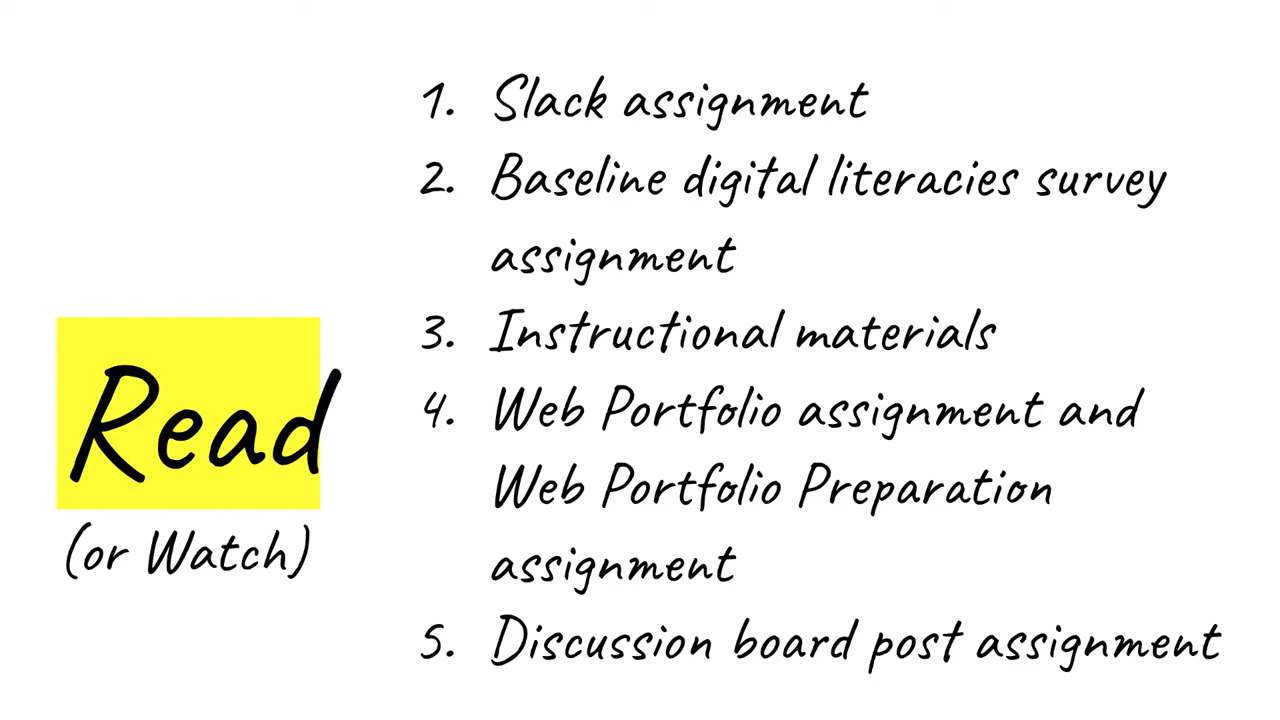 Read
(or Watch)
1. Slack assignment
2. Baseline digital literacies survey
assignment
3. Instructional materials
4. Web Portfolio assignment and
Web Portfolio Preparation
assignment
5. Discussion board post assignment